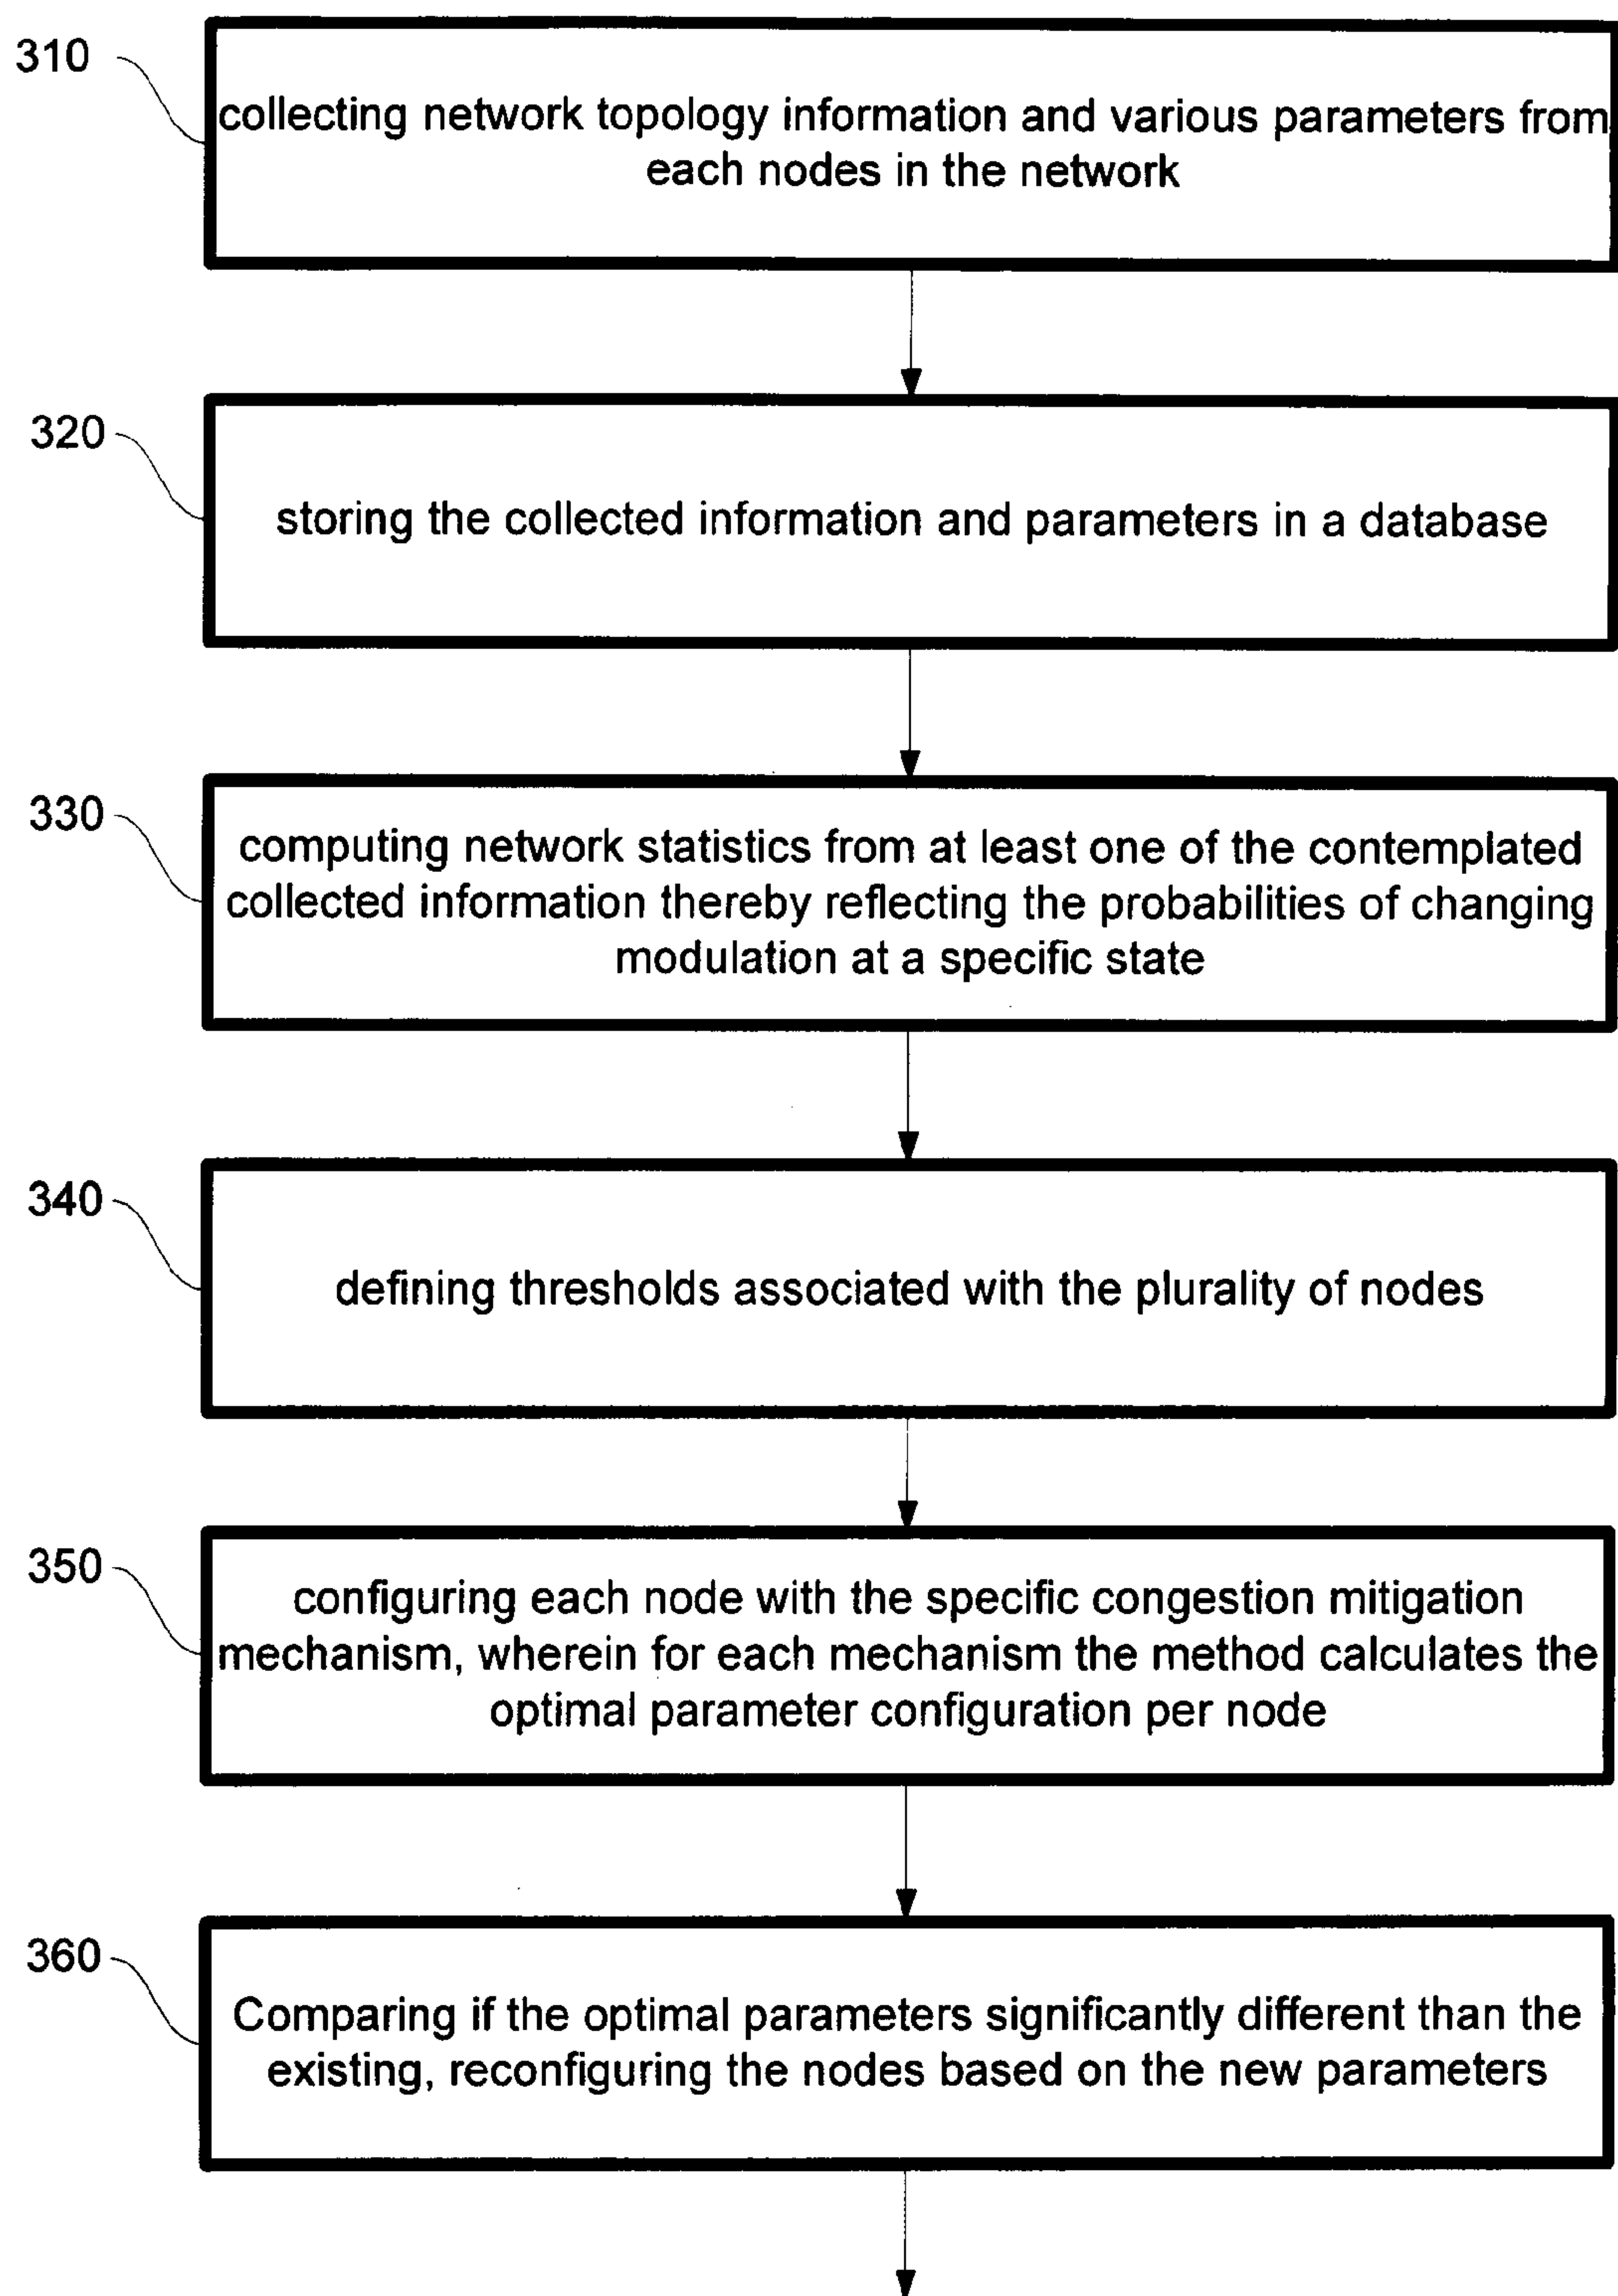 310
collecting network topology information and various parameters from
each nodes in the network
320
storing the collected information and parameters in a database
330
computing network statistics from at least one of the contemplated
collected information thereby reflecting the probabilities of changing
modulation at a specific state
340
defining thresholds associated with the plurality of nodes
350
configuring each node with the specific congestion mitigation
mechanism, wherein for each mechanism the method calculates the
optimal parameter configuration per node
360
Comparing if the optimal parameters significantly different than the
existing, reconfiguring the nodes based on the new parameters